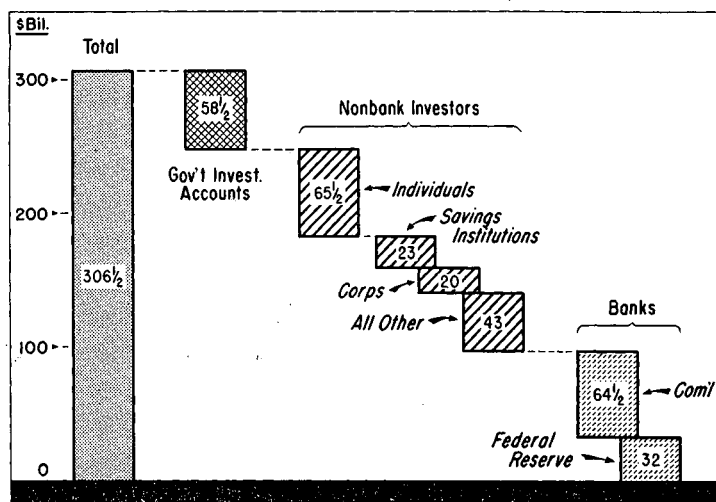 $Bil.
Total
300
200
100
0
306½
58½
Gov't Invest.
Accounts
Nonbank Investors
65½
Individuals
Savings
Institutions
23
Corps
20
All Other
43
Banks
64½
Com'l
Federal
Reserve
32